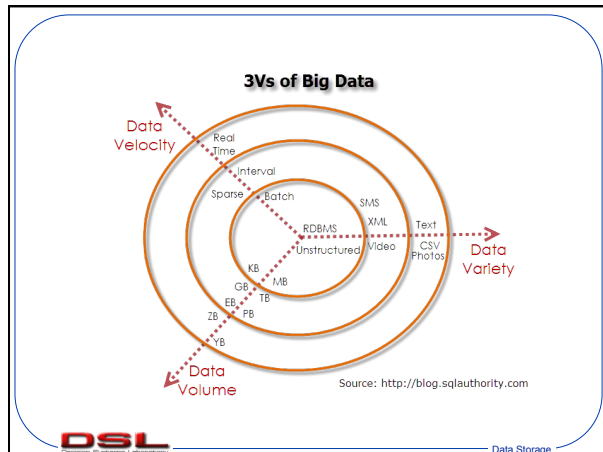 3Vs of Big Data
Data
Velocity
Real
Time
Interval
Sparse
Batch
SMS
RDBMS
XML
Text
Unstructured
Video
CSV
Photos
Data
Variety
KB
MB
GB
TB
EB
PB
ZB
YB
Data
Volume
Source: http://blog.sqlauthority.com
DSL
Data Storage